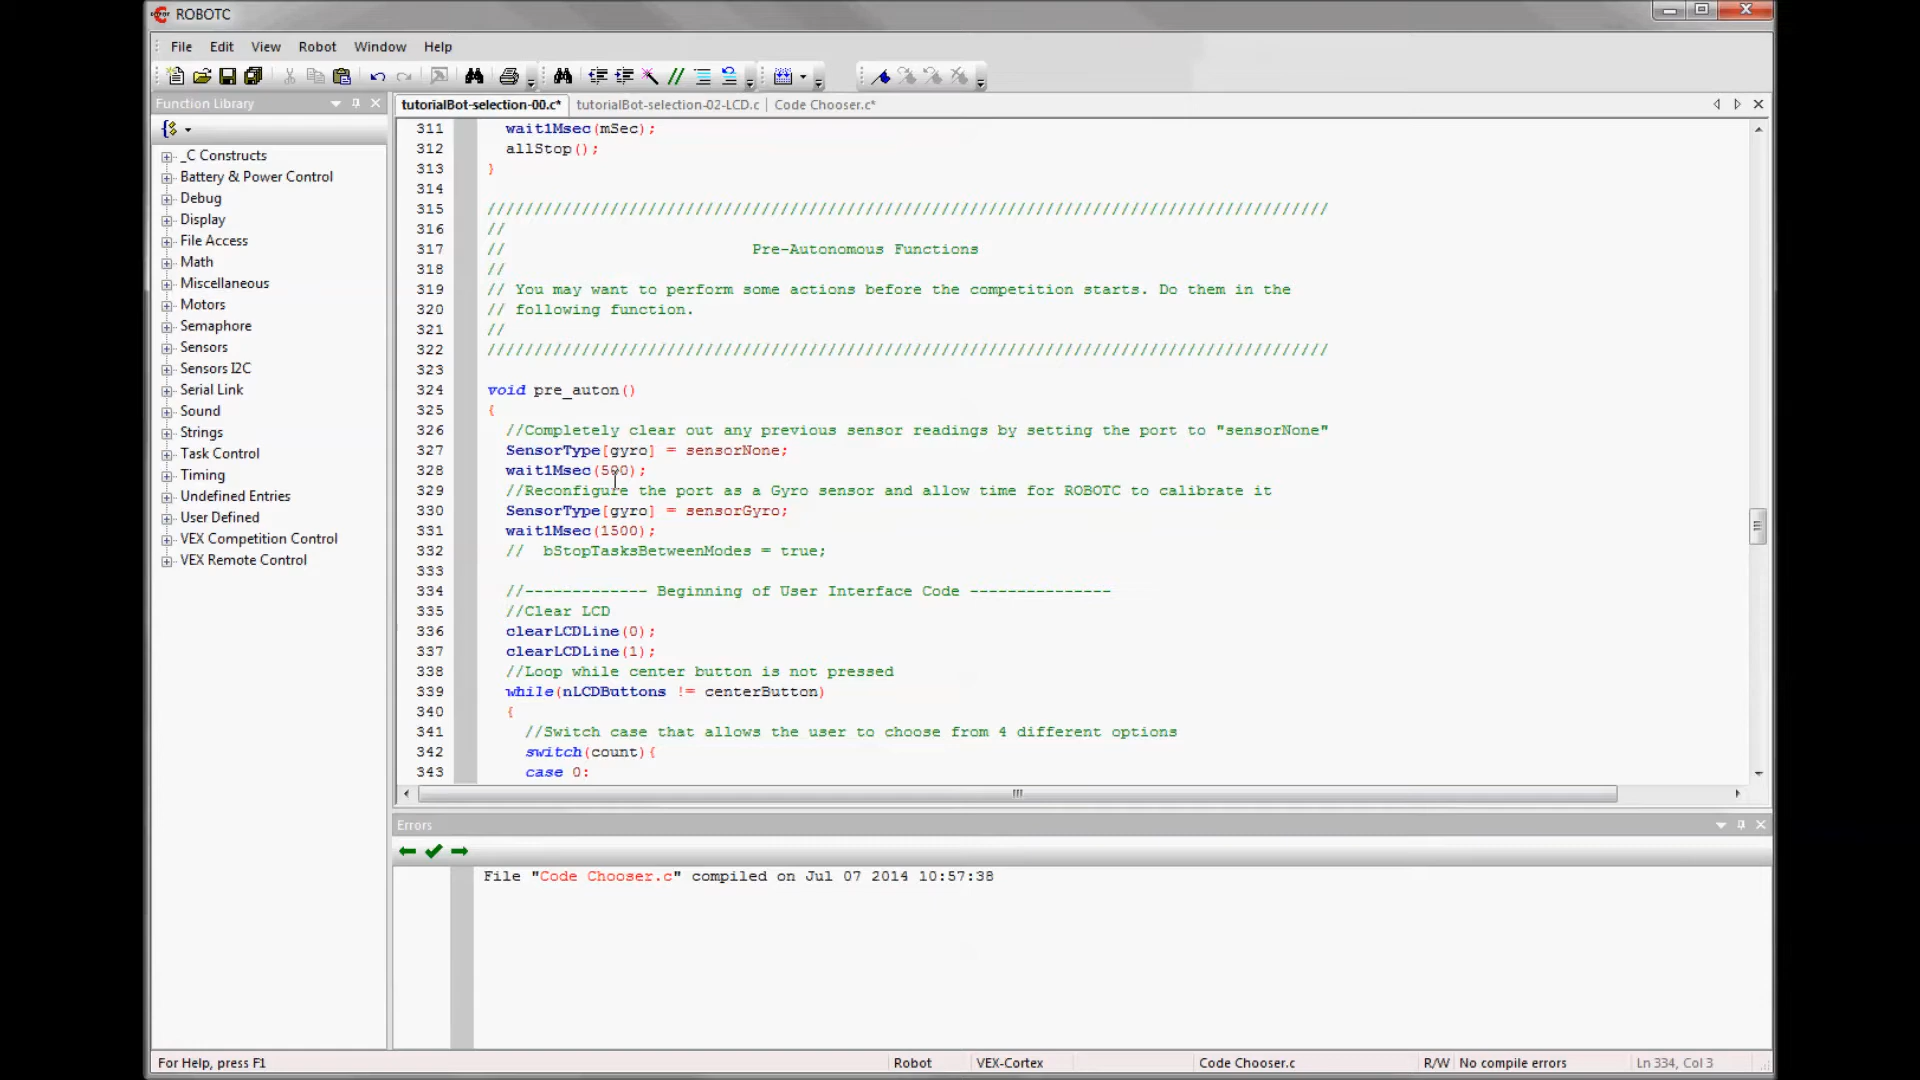 ROBOTC
File Edit View Robot Window Help
Function Library
tutorialBot-selection-00.c* tutorialBot-selection-02-LCD.c Code Chooser.c*
_C Constructs
Battery & Power Control
Debug
Display
File Access
Math
Miscellaneous
Motors
Semaphore
Sensors
Sensors I2C
Serial Link
Sound
Strings
Task Control
Timing
Undefined Entries
User Defined
VEX Competition Control
VEX Remote Control
311 wait1Msec(mSec);
312 allStop();
313 }
314
315 /////////////////////////////////////////////////////////////////////////////////////////
316 //
317 // Pre-Autonomous Functions
318 //
319 // You may want to perform some actions before the competition starts. Do them in the
320 // following function.
321 //
322 /////////////////////////////////////////////////////////////////////////////////////////
323
324 void pre_auton()
325 {
326 //Completely clear out any previous sensor readings by setting the port to "sensorNone"
327 SensorType[gyro] = sensorNone;
328 wait1Msec(500);
329 //Reconfigure the port as a Gyro sensor and allow time for ROBOTC to calibrate it
330 SensorType[gyro] = sensorGyro;
331 wait1Msec(1500);
332 // bStopTasksBetweenModes = true;
333
334 //------------- Beginning of User Interface Code ---------------
335 //Clear LCD
336 clearLCDLine(0);
337 clearLCDLine(1);
338 //Loop while center button is not pressed
339 while(nLCDButtons != centerButton)
340 {
341 //Switch case that allows the user to choose from 4 different options
342 switch(count){
343 case 0:
Errors
File "Code Chooser.c" compiled on Jul 07 2014 10:57:38
For Help, press F1 Robot VEX-Cortex Code Chooser.c R/W No compile errors Ln 334, Col 3